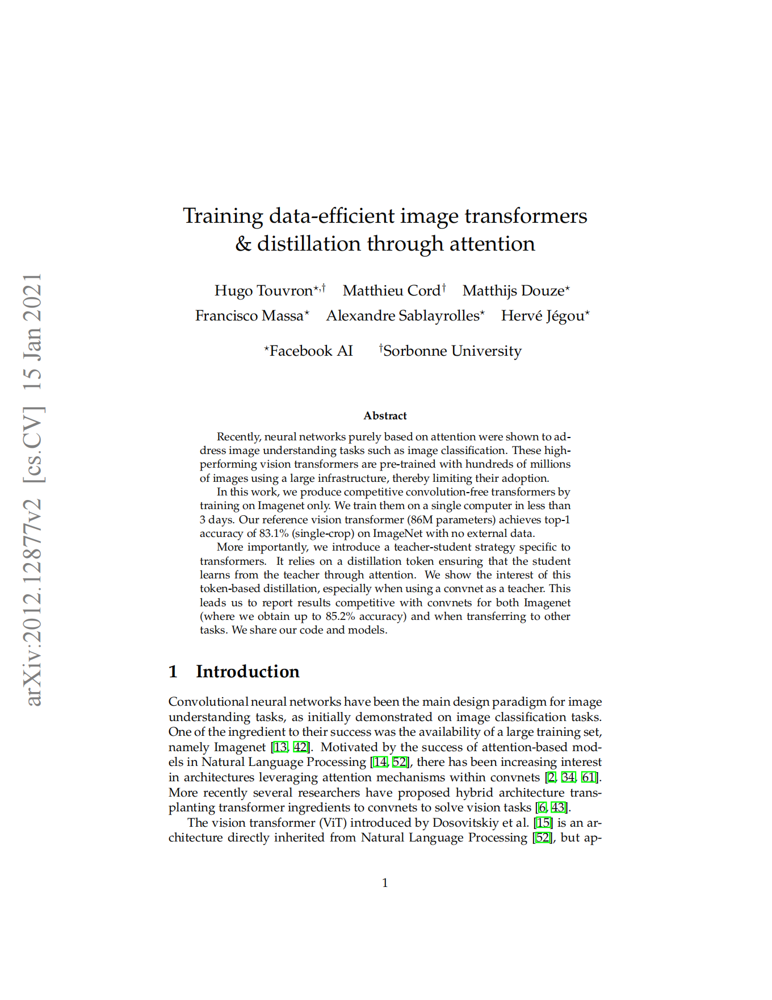 arXiv:2012.12877v2 [cs.CV] 15 Jan 2021
Training data-efficient image transformers
& distillation through attention
Hugo Touvron⋆,† Matthieu Cord† Matthijs Douze⋆
Francisco Massa⋆ Alexandre Sablayrolles⋆ Hervé Jégou⋆
⋆Facebook AI †Sorbonne University
Abstract
Recently, neural networks purely based on attention were shown to ad-
dress image understanding tasks such as image classification. These high-
performing vision transformers are pre-trained with hundreds of millions
of images using a large infrastructure, thereby limiting their adoption.
In this work, we produce competitive convolution-free transformers by
training on Imagenet only. We train them on a single computer in less than
3 days. Our reference vision transformer (86M parameters) achieves top-1
accuracy of 83.1% (single-crop) on ImageNet with no external data.
More importantly, we introduce a teacher-student strategy specific to
transformers. It relies on a distillation token ensuring that the student
learns from the teacher through attention. We show the interest of this
token-based distillation, especially when using a convnet as a teacher. This
leads us to report results competitive with convnets for both Imagenet
(where we obtain up to 85.2% accuracy) and when transferring to other
tasks. We share our code and models.
1 Introduction
Convolutional neural networks have been the main design paradigm for image
understanding tasks, as initially demonstrated on image classification tasks.
One of the ingredient to their success was the availability of a large training set,
namely Imagenet [13, 42]. Motivated by the success of attention-based mod-
els in Natural Language Processing [14, 52], there has been increasing interest
in architectures leveraging attention mechanisms within convnets [2, 34, 61].
More recently several researchers have proposed hybrid architecture trans-
planting transformer ingredients to convnets to solve vision tasks [6, 43].
The vision transformer (ViT) introduced by Dosovitskiy et al. [15] is an ar-
chitecture directly inherited from Natural Language Processing [52], but ap-
1